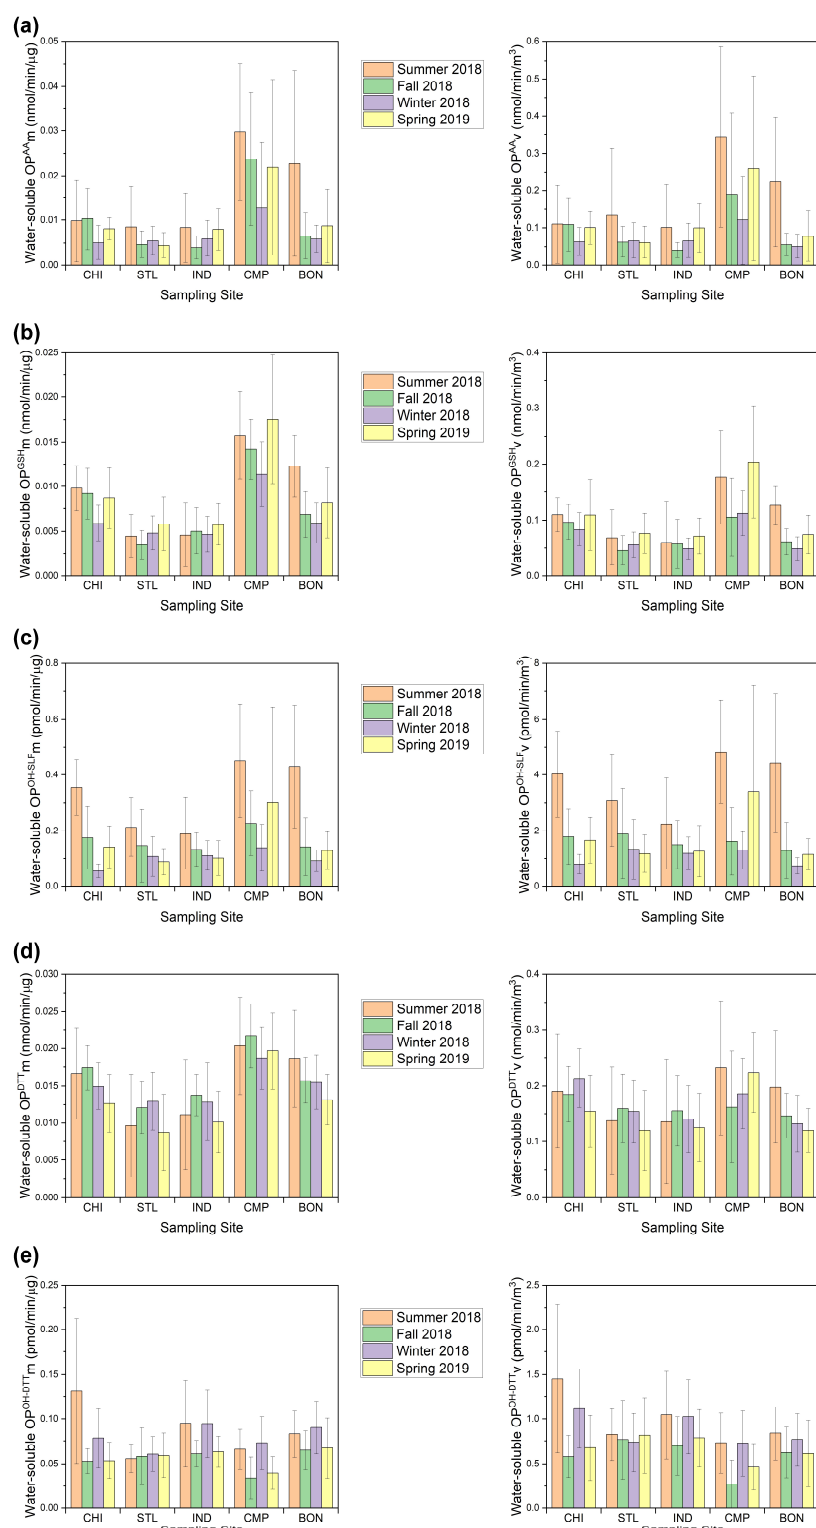 (a)
Water-soluble OP^AAm (nmol/min/μg)
0.05
0.04
0.03
0.02
0.01
0.00
CHI STL IND CMP BON
Sampling Site
Summer 2018
Fall 2018
Winter 2018
Spring 2019
Water-soluble OP^AAv (nmol/min/m³)
0.6
0.5
0.4
0.3
0.2
0.1
0.0
CHI STL IND CMP BON
Sampling Site
(b)
Water-soluble OP^GSHm (nmol/min/μg)
0.025
0.020
0.015
0.010
0.005
0.000
CHI STL IND CMP BON
Sampling Site
Summer 2018
Fall 2018
Winter 2018
Spring 2019
Water-soluble OP^GSHv (nmol/min/m³)
0.4
0.3
0.2
0.1
0.0
CHI STL IND CMP BON
Sampling Site
(c)
Water-soluble OP^OH-SLFm (pmol/min/μg)
0.8
0.6
0.4
0.2
0.0
CHI STL IND CMP BON
Sampling Site
Summer 2018
Fall 2018
Winter 2018
Spring 2019
Water-soluble OP^OH-SLFv (pmol/min/m³)
8
6
4
2
0
CHI STL IND CMP BON
Sampling Site
(d)
Water-soluble OP^DTTm (nmol/min/μg)
0.030
0.025
0.020
0.015
0.010
0.005
0.000
CHI STL IND CMP BON
Sampling Site
Summer 2018
Fall 2018
Winter 2018
Spring 2019
Water-soluble OP^DTTv (nmol/min/m³)
0.4
0.3
0.2
0.1
0.0
CHI STL IND CMP BON
Sampling Site
(e)
Water-soluble OP^OH-DTTm (pmol/min/μg)
0.25
0.20
0.15
0.10
0.05
0.00
CHI STL IND CMP BON
Sampling Site
Summer 2018
Fall 2018
Winter 2018
Spring 2019
Water-soluble OP^OH-DTTv (pmol/min/m³)
2.5
2.0
1.5
1.0
0.5
0.0
CHI STL IND CMP BON
Sampling Site